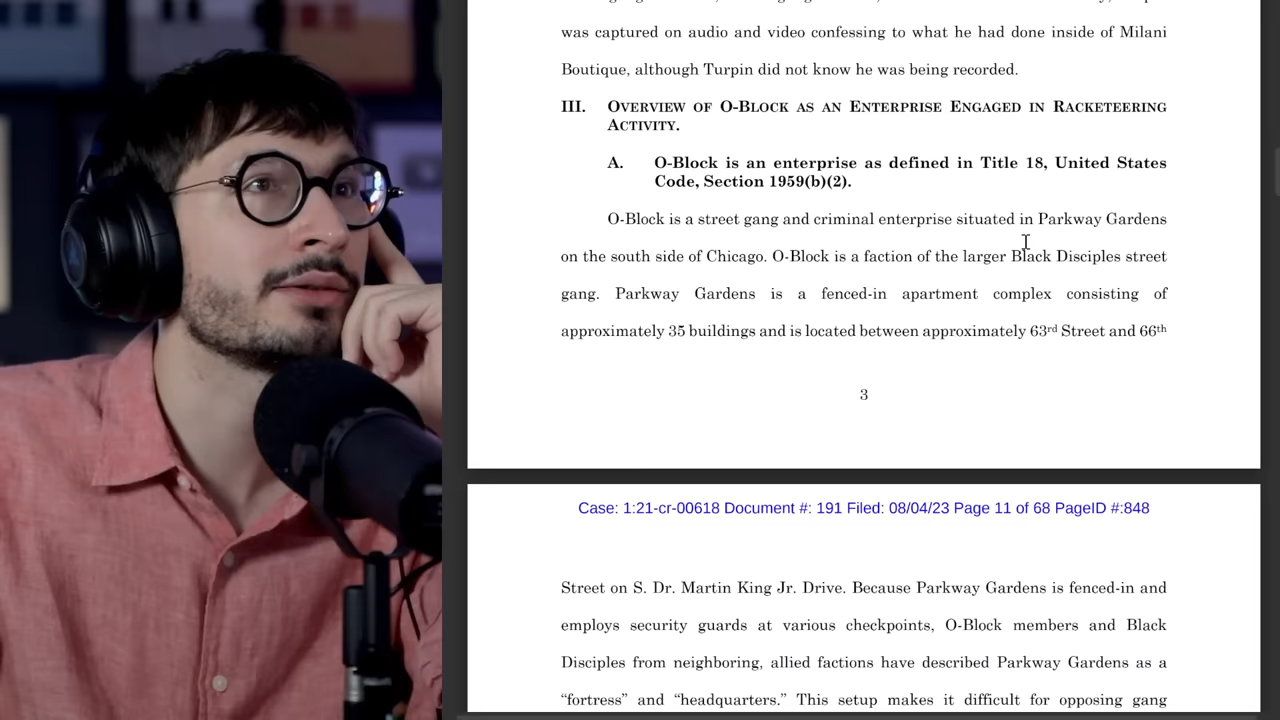 was captured on audio and video confessing to what he had done inside of Milani
Boutique, although Turpin did not know he was being recorded.
III. OVERVIEW OF O-BLOCK AS AN ENTERPRISE ENGAGED IN RACKETEERING
ACTIVITY.
A. O-Block is an enterprise as defined in Title 18, United States
Code, Section 1959(b)(2).
O-Block is a street gang and criminal enterprise situated in Parkway Gardens
on the south side of Chicago. O-Block is a faction of the larger Black Disciples street
gang. Parkway Gardens is a fenced-in apartment complex consisting of
approximately 35 buildings and is located between approximately 63rd Street and 66th
3
Case: 1:21-cr-00618 Document #: 191 Filed: 08/04/23 Page 11 of 68 PageID #:848
Street on S. Dr. Martin King Jr. Drive. Because Parkway Gardens is fenced-in and
employs security guards at various checkpoints, O-Block members and Black
Disciples from neighboring, allied factions have described Parkway Gardens as a
“fortress” and “headquarters.” This setup makes it difficult for opposing gang